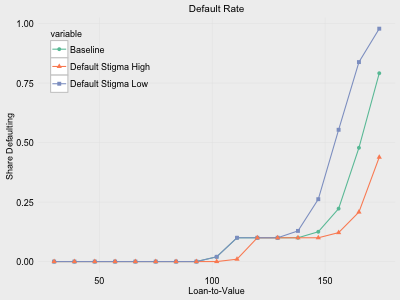 Default Rate
variable
Baseline
Default Stigma High
Default Stigma Low
Share Defaulting
1.00
0.75
0.50
0.25
0.00
50 100 150
Loan-to-Value